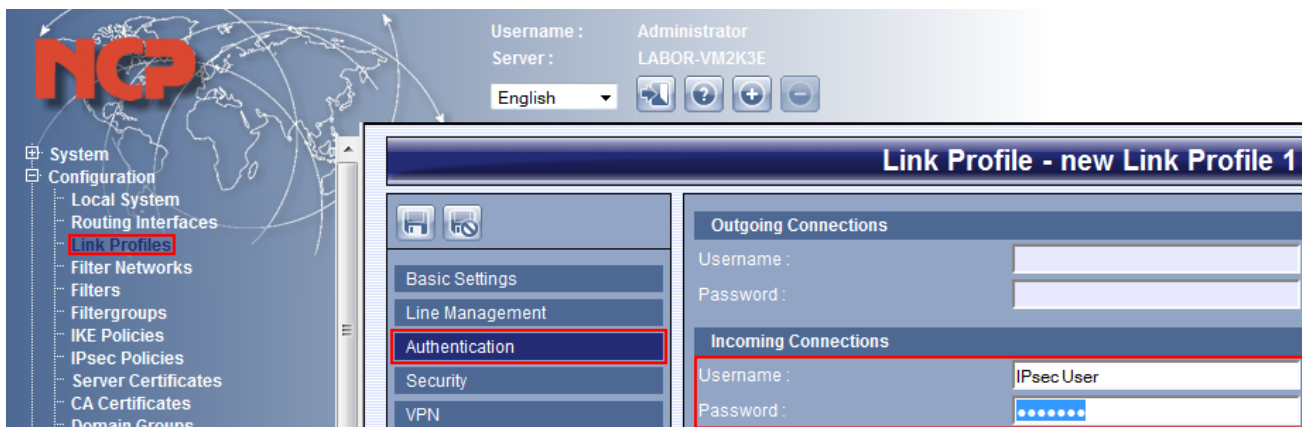 NCP
Username : Administrator
Server : LABOR-VM2K3E
English
System
Configuration
Local System
Routing Interfaces
Link Profiles
Filter Networks
Filters
Filtergroups
IKE Policies
IPsec Policies
Server Certificates
CA Certificates
Domain Groups
Link Profile - new Link Profile 1
Basic Settings
Line Management
Authentication
Security
VPN
Outgoing Connections
Username :
Password :
Incoming Connections
Username : IPsec User
Password : •••••••